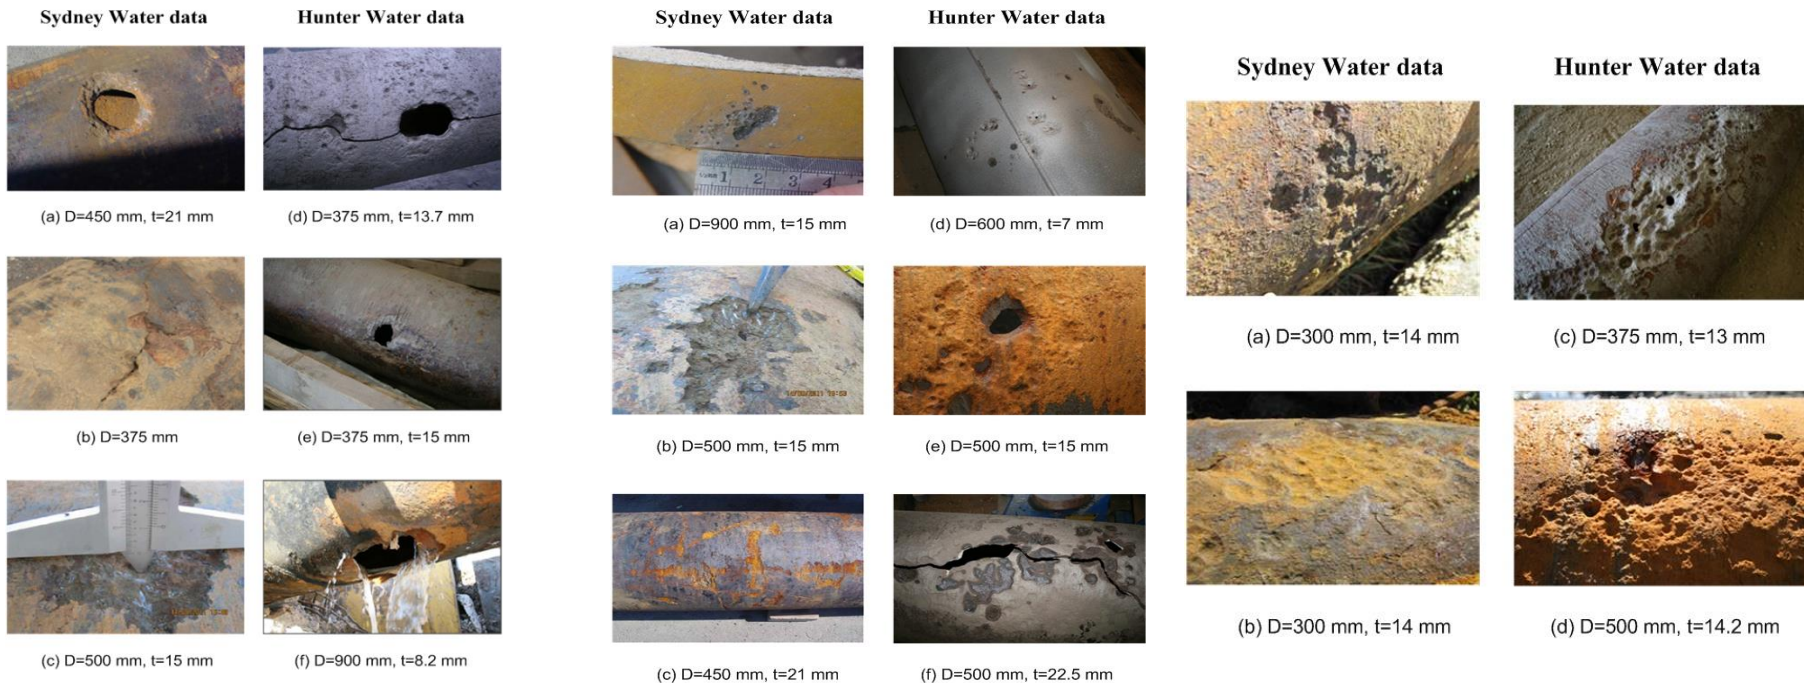 Sydney Water data
Hunter Water data
(a) D=450 mm, t=21 mm
(d) D=375 mm, t=13.7 mm
(b) D=375 mm
(e) D=375 mm, t=15 mm
(c) D=500 mm, t=15 mm
(f) D=900 mm, t=8.2 mm
Sydney Water data
Hunter Water data
1 2 3 4
(a) D=900 mm, t=15 mm
(d) D=600 mm, t=7 mm
(b) D=500 mm, t=15 mm
(e) D=500 mm, t=15 mm
(c) D=450 mm, t=21 mm
(f) D=500 mm, t=22.5 mm
Sydney Water data
Hunter Water data
(a) D=300 mm, t=14 mm
(c) D=375 mm, t=13 mm
(b) D=300 mm, t=14 mm
(d) D=500 mm, t=14.2 mm